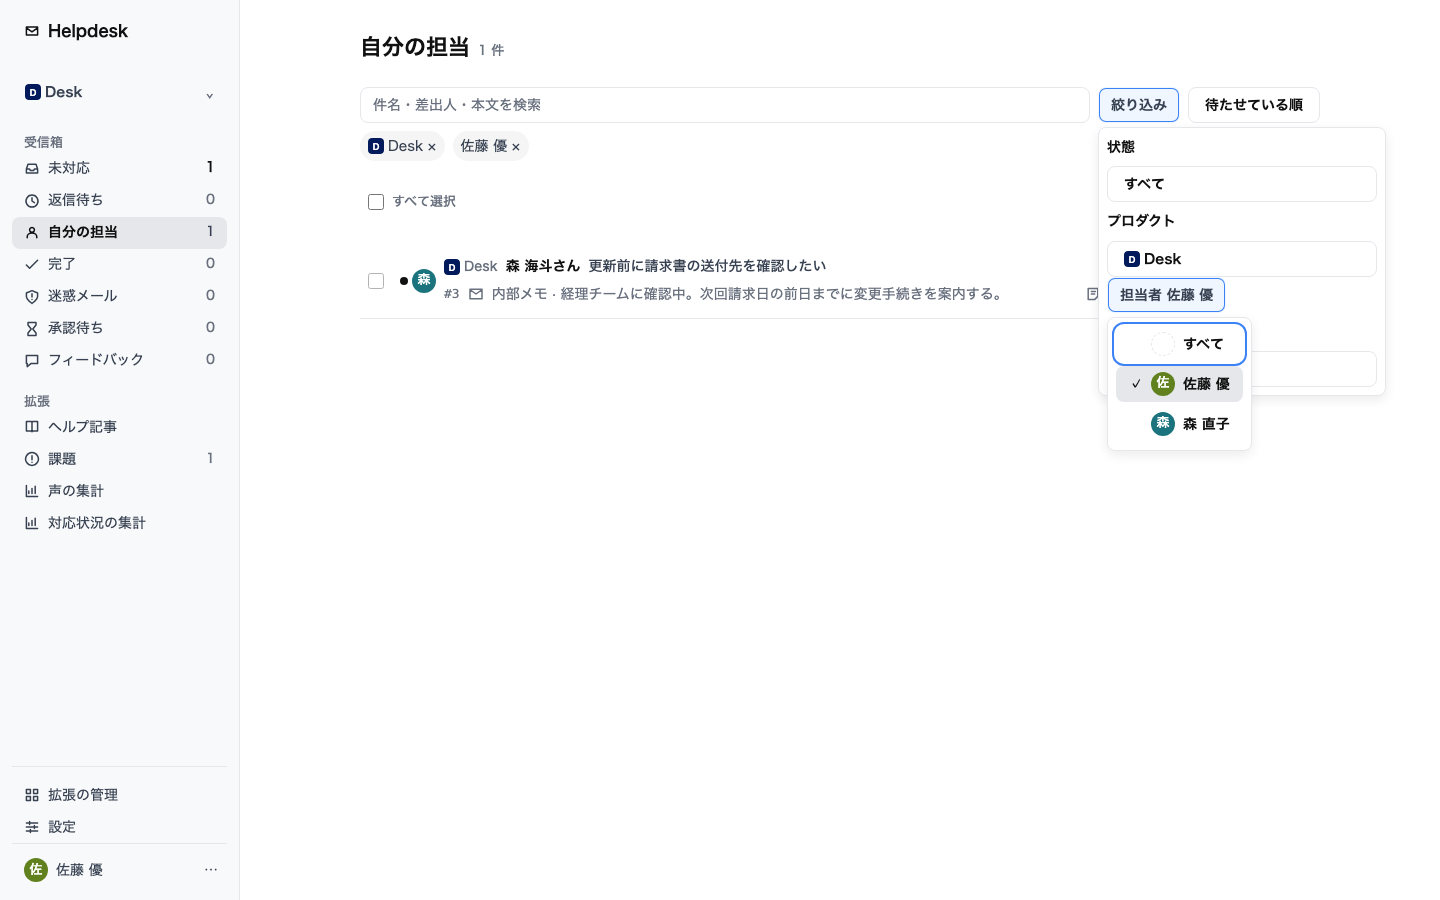 Helpdesk
D Desk
受信箱
未対応 1
返信待ち 0
自分の担当 1
完了 0
迷惑メール 0
承認待ち 0
フィードバック 0
拡張
ヘルプ記事
課題 1
声の集計
対応状況の集計
拡張の管理
設定
佐 佐藤 優 …
自分の担当 1 件
件名・差出人・本文を検索
絞り込み
待たせている順
D Desk ×
佐藤 優 ×
すべて選択
森 D Desk 森 海斗さん 更新前に請求書の送付先を確認したい
#3 内部メモ · 経理チームに確認中。次回請求日の前日までに変更手続きを案内する。
状態
すべて
プロダクト
D Desk
担当者 佐藤 優
すべて
✓ 佐 佐藤 優
森 森 直子